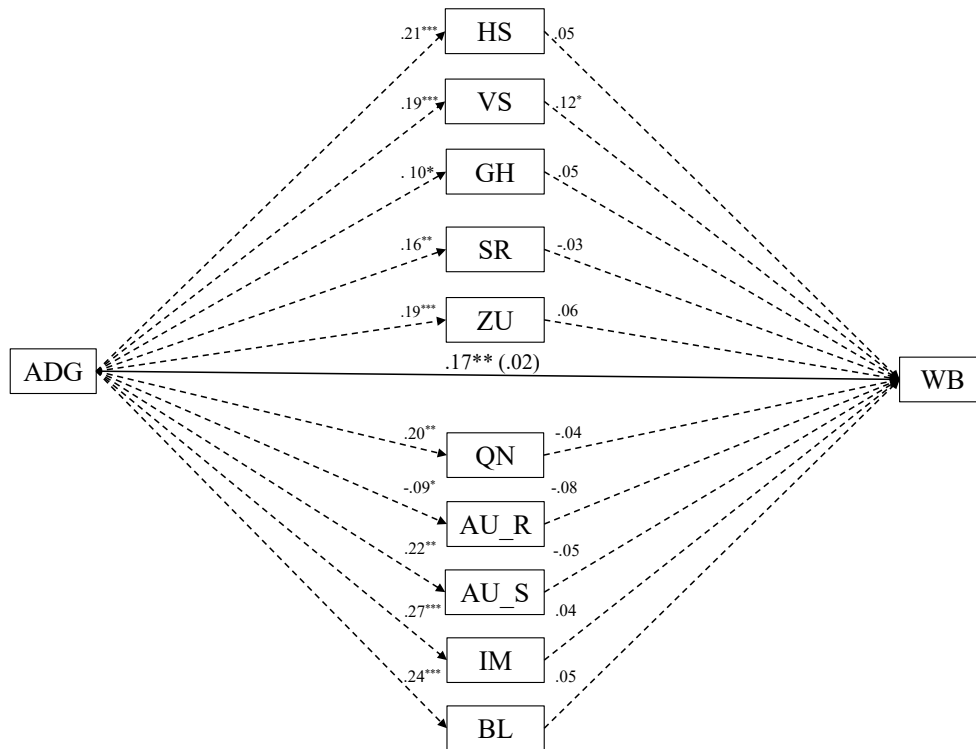 .21*** HS .05
.19*** VS .12*
. 10* GH .05
.16** SR -.03
.19*** ZU .06
.17** (.02)
ADG WB
.20** QN -.04
-.09* AU_R -.08
.22** AU_S -.05
.27*** IM .04
.24*** BL .05